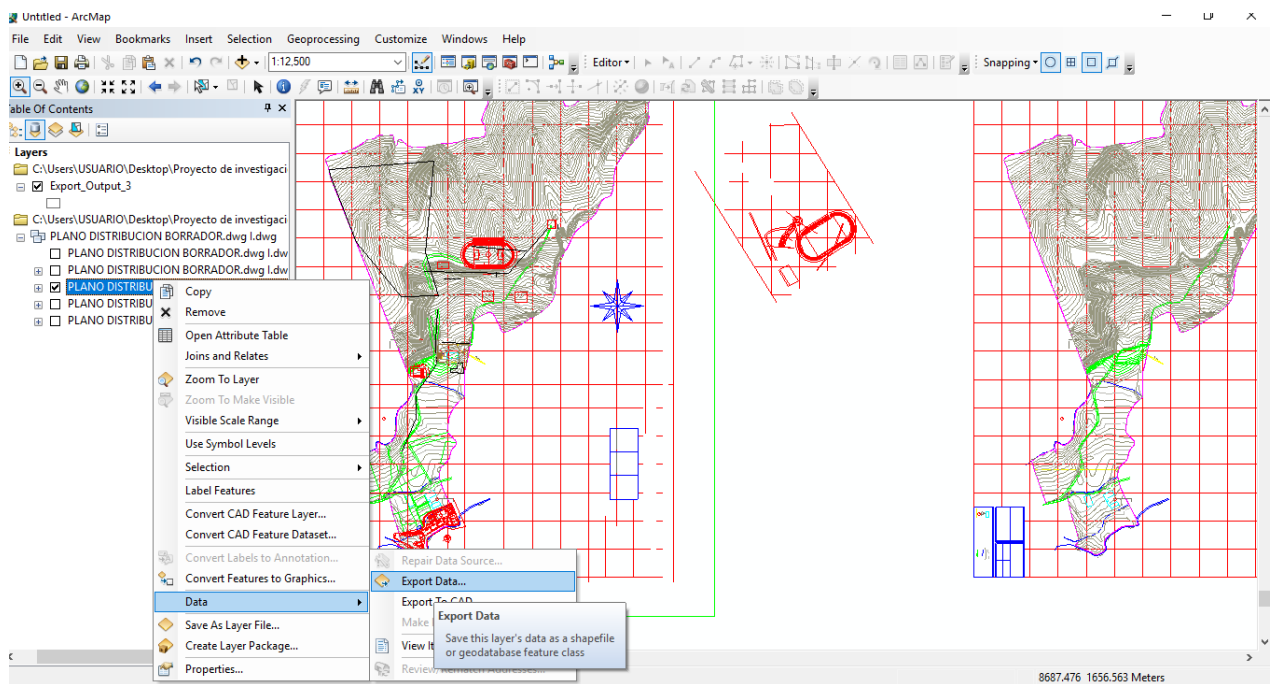 Untitled - ArcMap
File Edit View Bookmarks Insert Selection Geoprocessing Customize Windows Help
1:12,500
Editor
Snapping
Table Of Contents
Layers
C:\Users\USUARIO\Desktop\Proyecto de investigaci
Export_Output_3
C:\Users\USUARIO\Desktop\Proyecto de investigaci
PLANO DISTRIBUCION BORRADOR.dwg I.dwg
PLANO DISTRIBUCION BORRADOR.dwg I.dw
PLANO DISTRIBUCION BORRADOR.dwg I.dw
PLANO DISTRIBU
PLANO DISTRIBU
PLANO DISTRIBU
Copy
Remove
Open Attribute Table
Joins and Relates
Zoom To Layer
Zoom To Make Visible
Visible Scale Range
Use Symbol Levels
Selection
Label Features
Convert CAD Feature Layer...
Convert CAD Feature Dataset...
Convert Labels to Annotation...
Convert Features to Graphics...
Data
Save As Layer File...
Create Layer Package...
Properties...
Repair Data Source...
Export Data...
Export To CAD
Make
View It
Review/Rematch Addresses...
Export Data
Save this layer's data as a shapefile
or geodatabase feature class
8687.476 1656.563 Meters